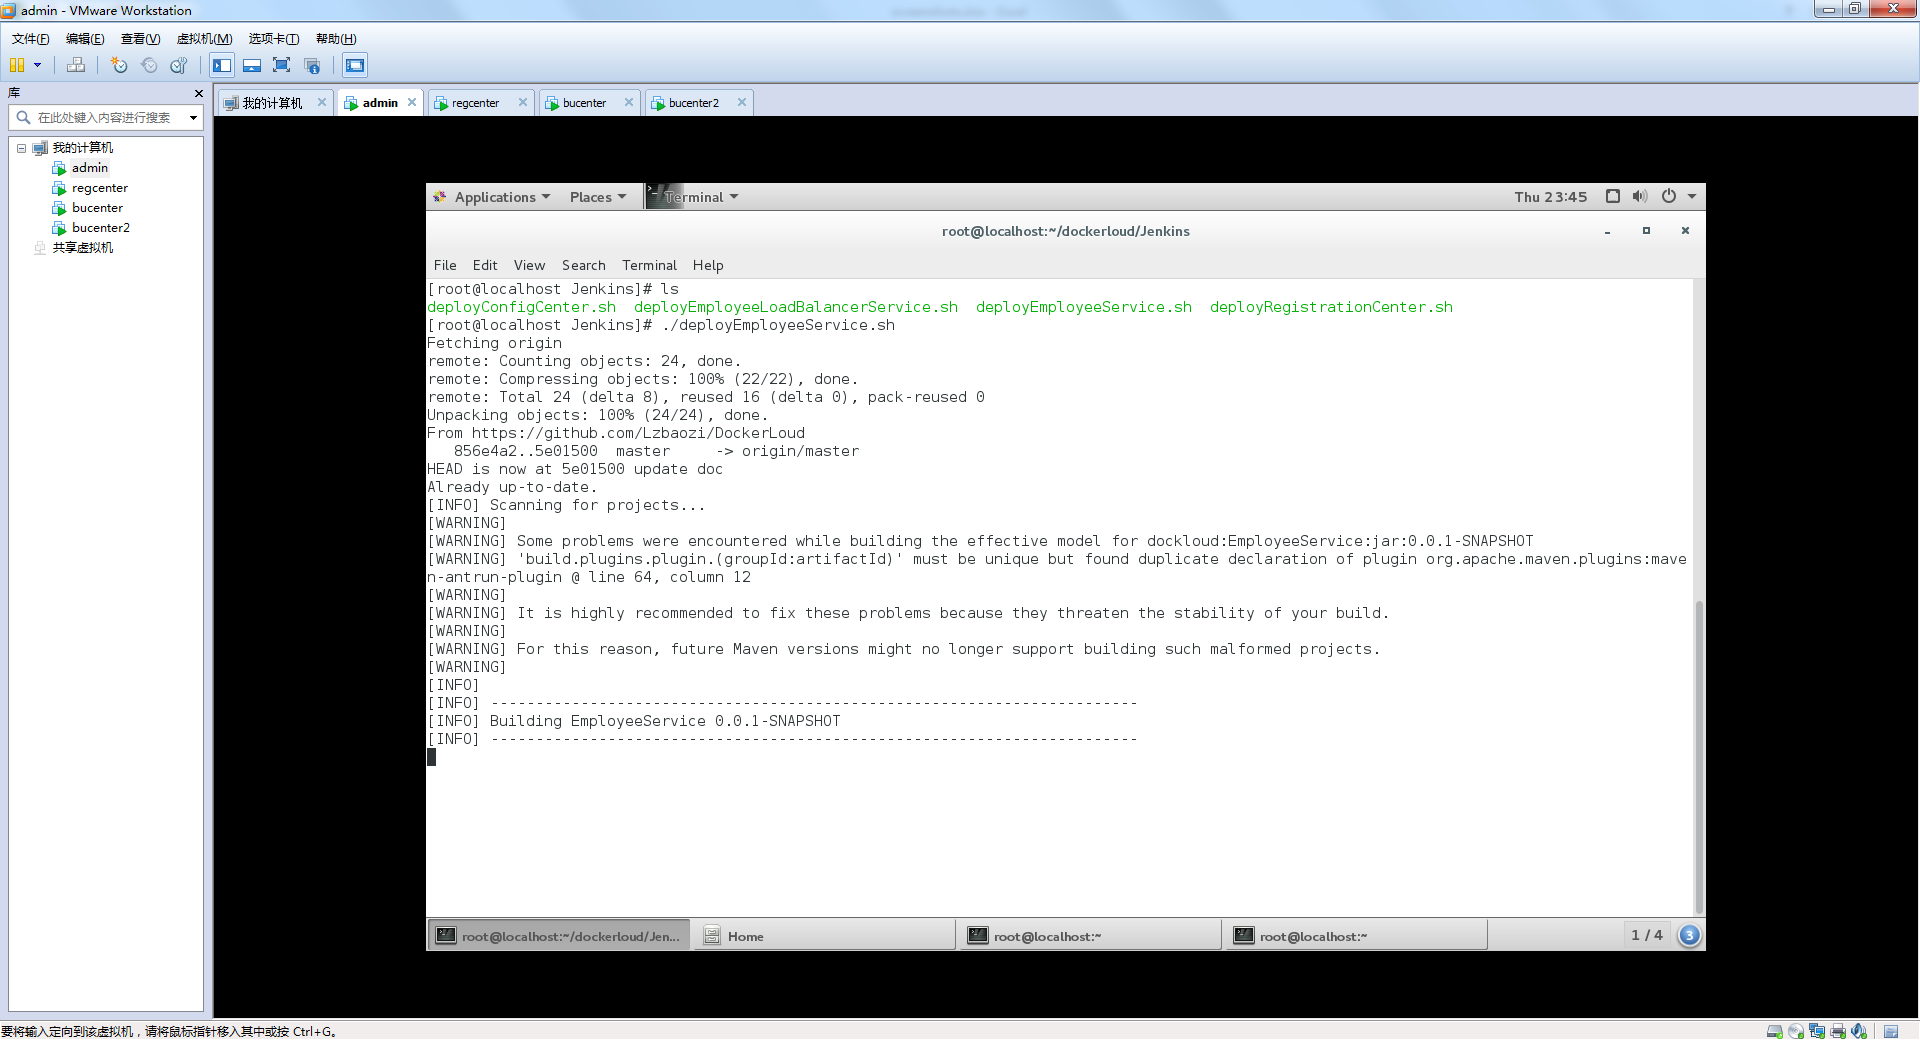 admin - VMware Workstation
文件(F) 编辑(E) 查看(V) 虚拟机(M) 选项卡(T) 帮助(H)
库
在此处键入内容进行搜索
我的计算机
admin
regcenter
bucenter
bucenter2
共享虚拟机
我的计算机 admin regcenter bucenter bucenter2
Applications Places Terminal Thu 23:45
root@localhost:~/dockerloud/Jenkins
File Edit View Search Terminal Help
[root@localhost Jenkins]# ls
deployConfigCenter.sh deployEmployeeLoadBalancerService.sh deployEmployeeService.sh deployRegistrationCenter.sh
[root@localhost Jenkins]# ./deployEmployeeService.sh
Fetching origin
remote: Counting objects: 24, done.
remote: Compressing objects: 100% (22/22), done.
remote: Total 24 (delta 8), reused 16 (delta 0), pack-reused 0
Unpacking objects: 100% (24/24), done.
From https://github.com/Lzbaozi/DockerLoud
856e4a2..5e01500 master -> origin/master
HEAD is now at 5e01500 update doc
Already up-to-date.
[INFO] Scanning for projects...
[WARNING]
[WARNING] Some problems were encountered while building the effective model for dockloud:EmployeeService:jar:0.0.1-SNAPSHOT
[WARNING] 'build.plugins.plugin.(groupId:artifactId)' must be unique but found duplicate declaration of plugin org.apache.maven.plugins:mave
n-antrun-plugin @ line 64, column 12
[WARNING]
[WARNING] It is highly recommended to fix these problems because they threaten the stability of your build.
[WARNING]
[WARNING] For this reason, future Maven versions might no longer support building such malformed projects.
[WARNING]
[INFO]
[INFO] ------------------------------------------------------------------------
[INFO] Building EmployeeService 0.0.1-SNAPSHOT
[INFO] ------------------------------------------------------------------------
root@localhost:~/dockerloud/Jen... Home root@localhost:~ root@localhost:~ 1 / 4 3
要将输入定向到该虚拟机，请将鼠标指针移入其中或按 Ctrl+G。